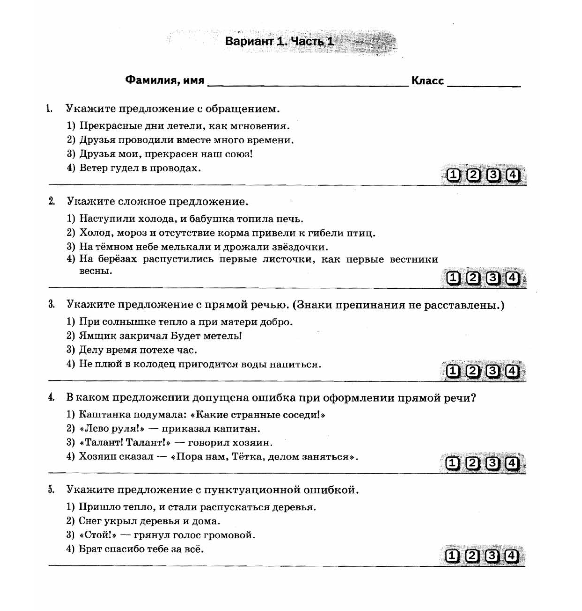 Вариант 1. Часть 1
Фамилия, имя Класс
1. Укажите предложение с обращением.
1) Прекрасные дни летели, как мгновения.
2) Друзья проводили вместе много времени.
3) Друзья мои, прекрасен наш союз!
4) Ветер гудел в проводах.
1 2 3 4
2. Укажите сложное предложение.
1) Наступили холода, и бабушка топила печь.
2) Холод, мороз и отсутствие корма привели к гибели птиц.
3) На тёмном небе мелькали и дрожали звёздочки.
4) На берёзах распустились первые листочки, как первые вестники
весны.
1 2 3 4
3. Укажите предложение с прямой речью. (Знаки препинания не расставлены.)
1) При солнышке тепло а при матери добро.
2) Ямщик закричал Будет метель!
3) Делу время потехе час.
4) Не плюй в колодец пригодится воды напиться.
1 2 3 4
4. В каком предложении допущена ошибка при оформлении прямой речи?
1) Каштанка подумала: «Какие странные соседи!»
2) «Лево руля!» — приказал капитан.
3) «Талант! Талант!» — говорил хозяин.
4) Хозяин сказал — «Пора нам, Тётка, делом заняться».
1 2 3 4
5. Укажите предложение с пунктуационной ошибкой.
1) Пришло тепло, и стали распускаться деревья.
2) Снег укрыл деревья и дома.
3) «Стой!» — грянул голос громовой.
4) Брат спасибо тебе за всё.
1 2 3 4